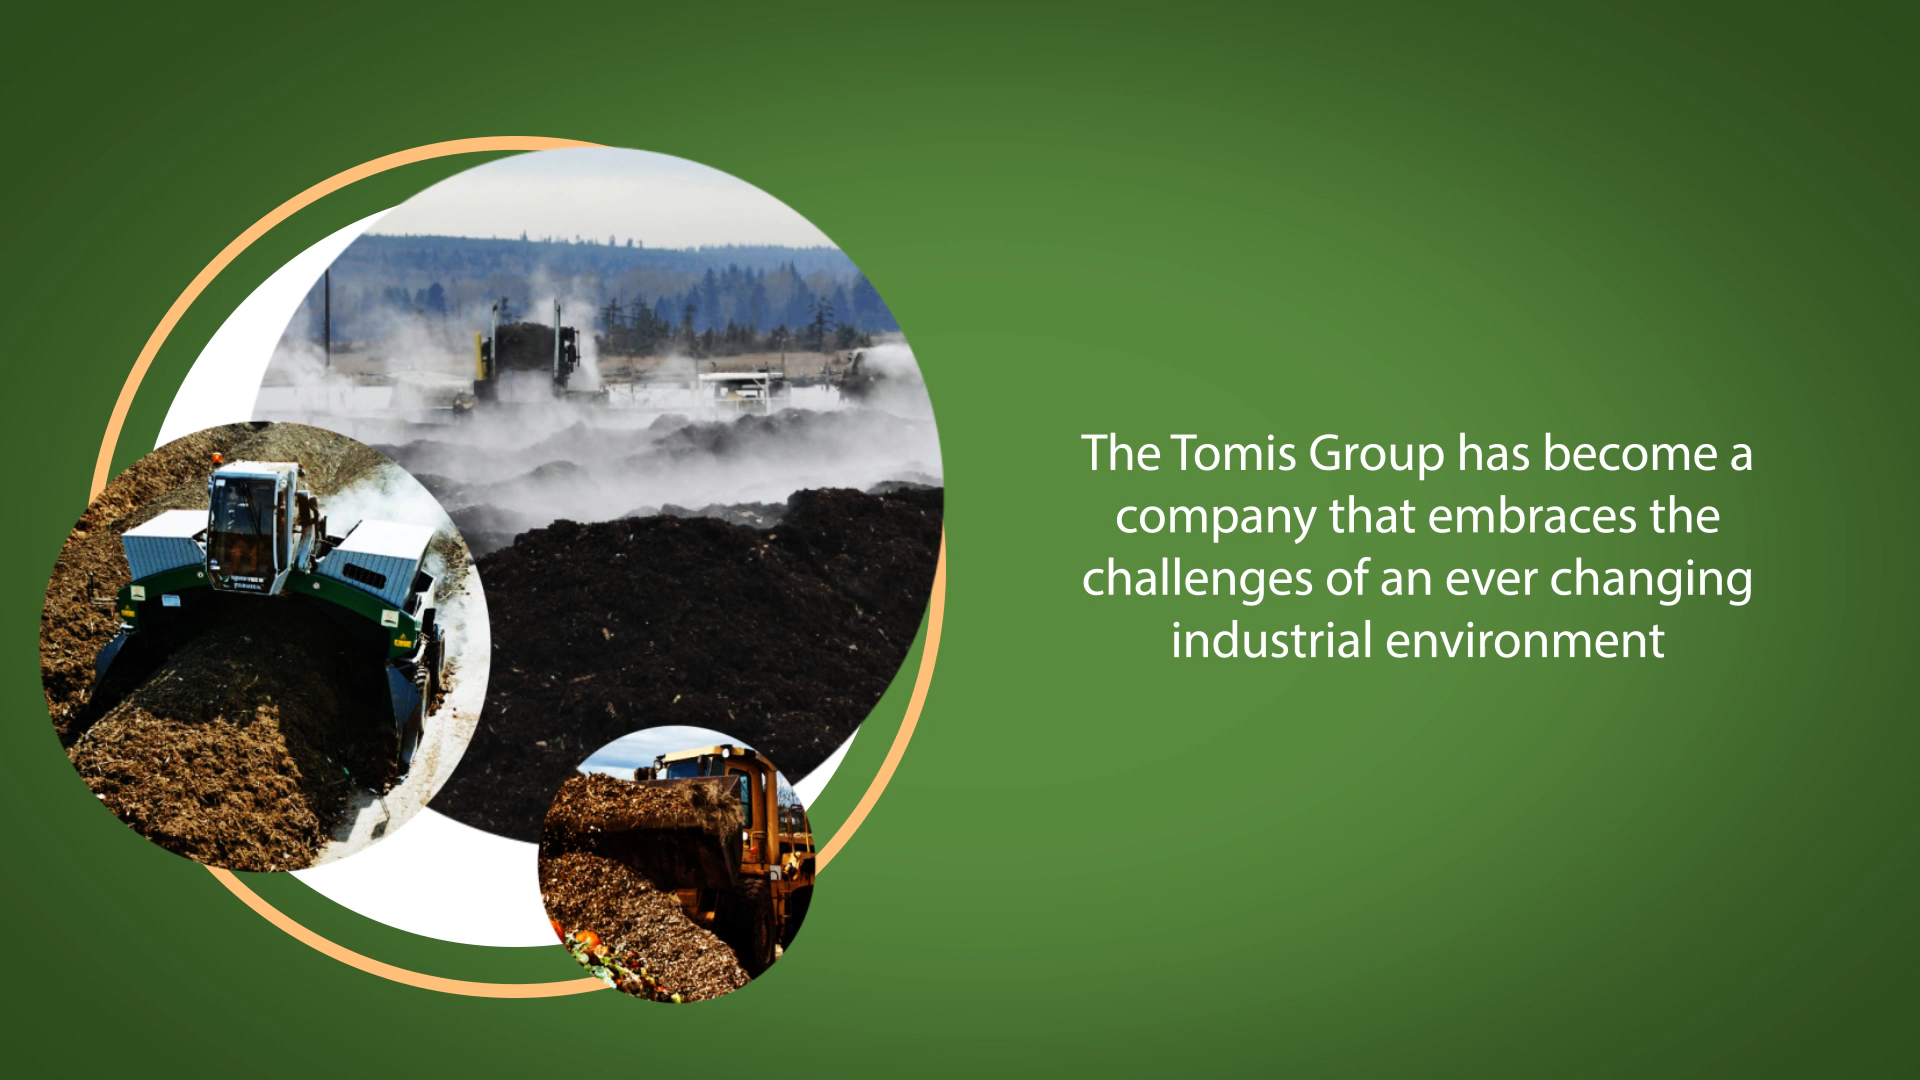 The Tomis Group has become a
company that embraces the
challenges of an ever changing
industrial environment